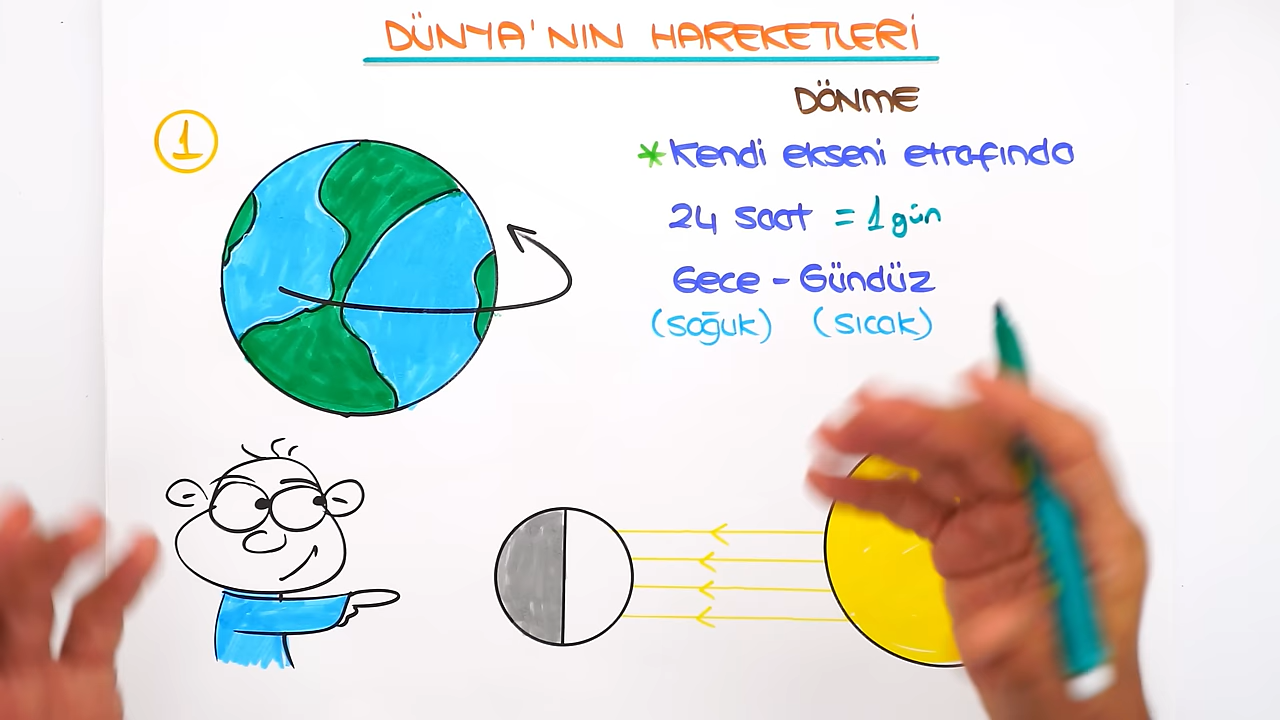 DÜNYA'NIN HAREKETLERİ
DÖNME
1
*Kendi ekseni etrafında
24 saat = 1 gün
Gece - Gündüz
(soğuk) (sıcak)